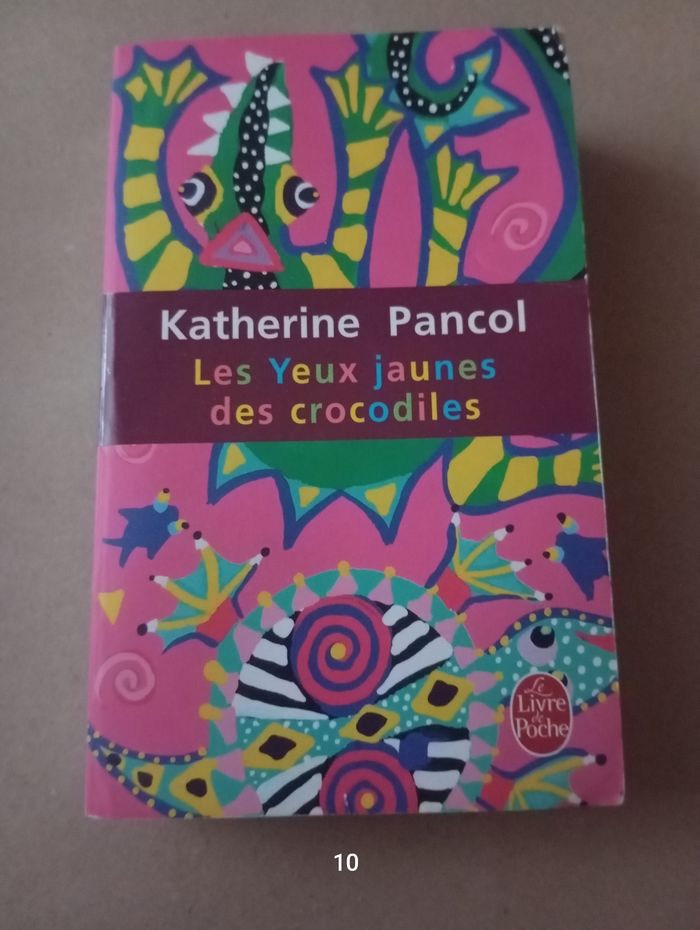 Katherine Pancol
Les Yeux jaunes
des crocodiles
Le
Livre
de
Poche
10